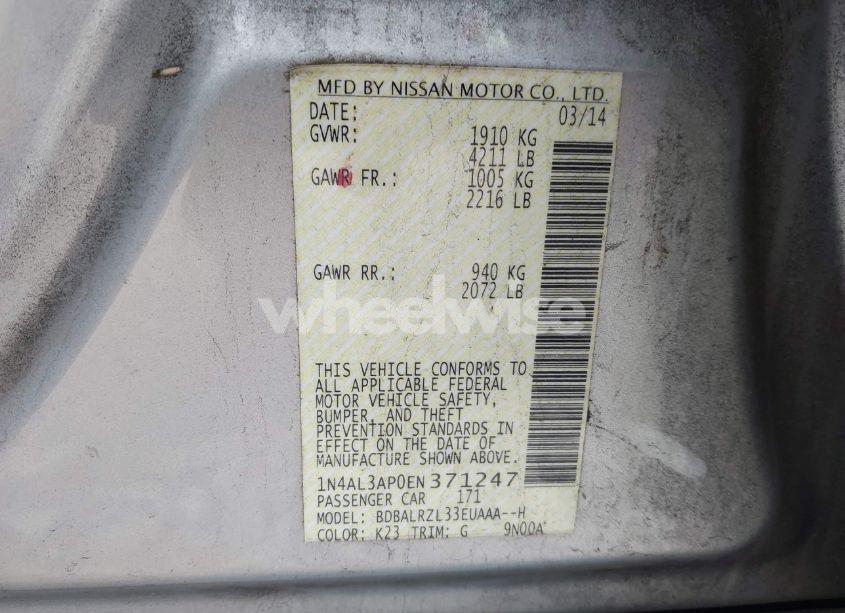 MFD BY NISSAN MOTOR CO., LTD.
DATE: 03/14
GVWR: 1910 KG
4211 LB
GAWR FR.: 1005 KG
2216 LB
GAWR RR.: 940 KG
2072 LB
wheelwise
THIS VEHICLE CONFORMS TO
ALL APPLICABLE FEDERAL
MOTOR VEHICLE SAFETY,
BUMPER, AND THEFT
PREVENTION STANDARDS IN
EFFECT ON THE DATE OF
MANUFACTURE SHOWN ABOVE.
1N4AL3AP0EN371247
PASSENGER CAR 171
MODEL: BDBALRZL33EUAAA--H
COLOR: K23 TRIM: G 9N00A